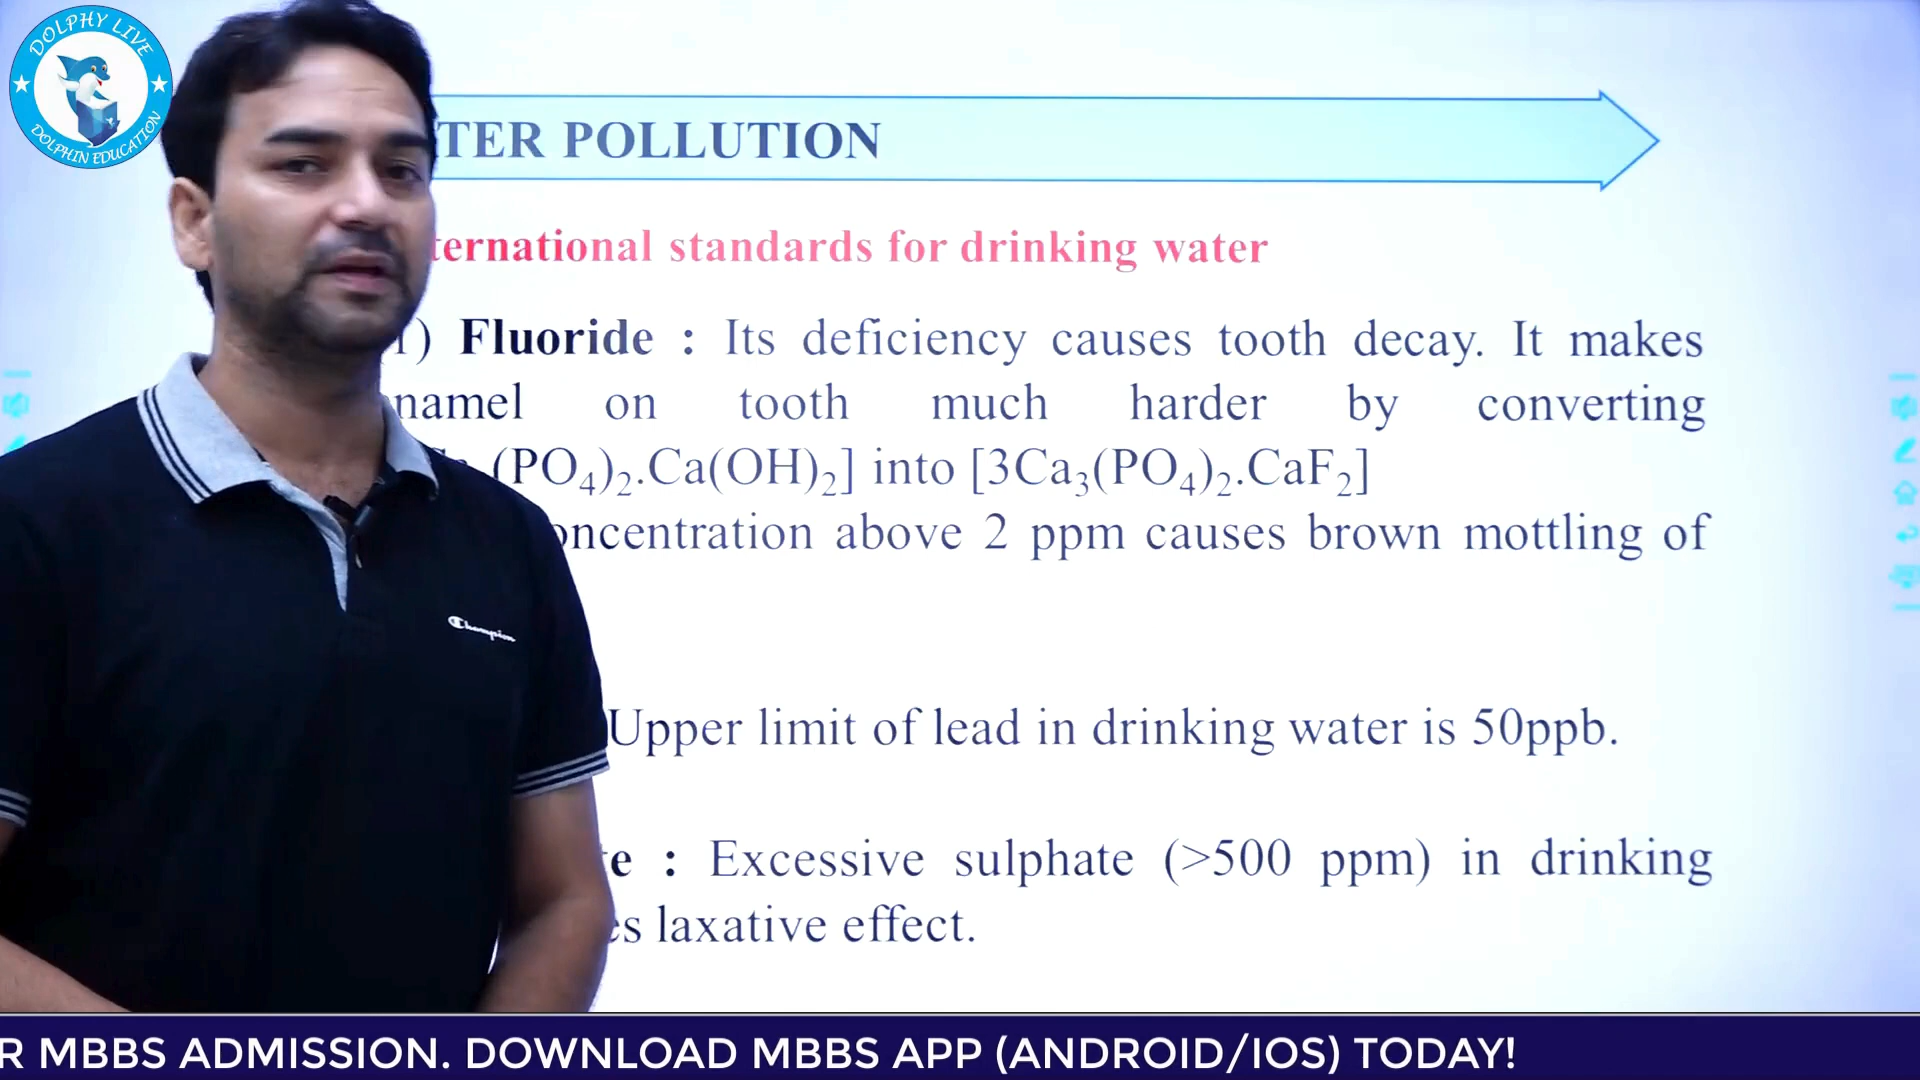 DOLPHY LIVE
DOLPHIN EDUCATION
TER POLLUTION
ternational standards for drinking water
1) Fluoride : Its deficiency causes tooth decay. It makes
namel on tooth much harder by converting
(PO₄)₂.Ca(OH)₂] into [3Ca₃(PO₄)₂.CaF₂]
oncentration above 2 ppm causes brown mottling of
Champion
Upper limit of lead in drinking water is 50ppb.
e : Excessive sulphate (>500 ppm) in drinking
es laxative effect.
R MBBS ADMISSION. DOWNLOAD MBBS APP (ANDROID/IOS) TODAY!